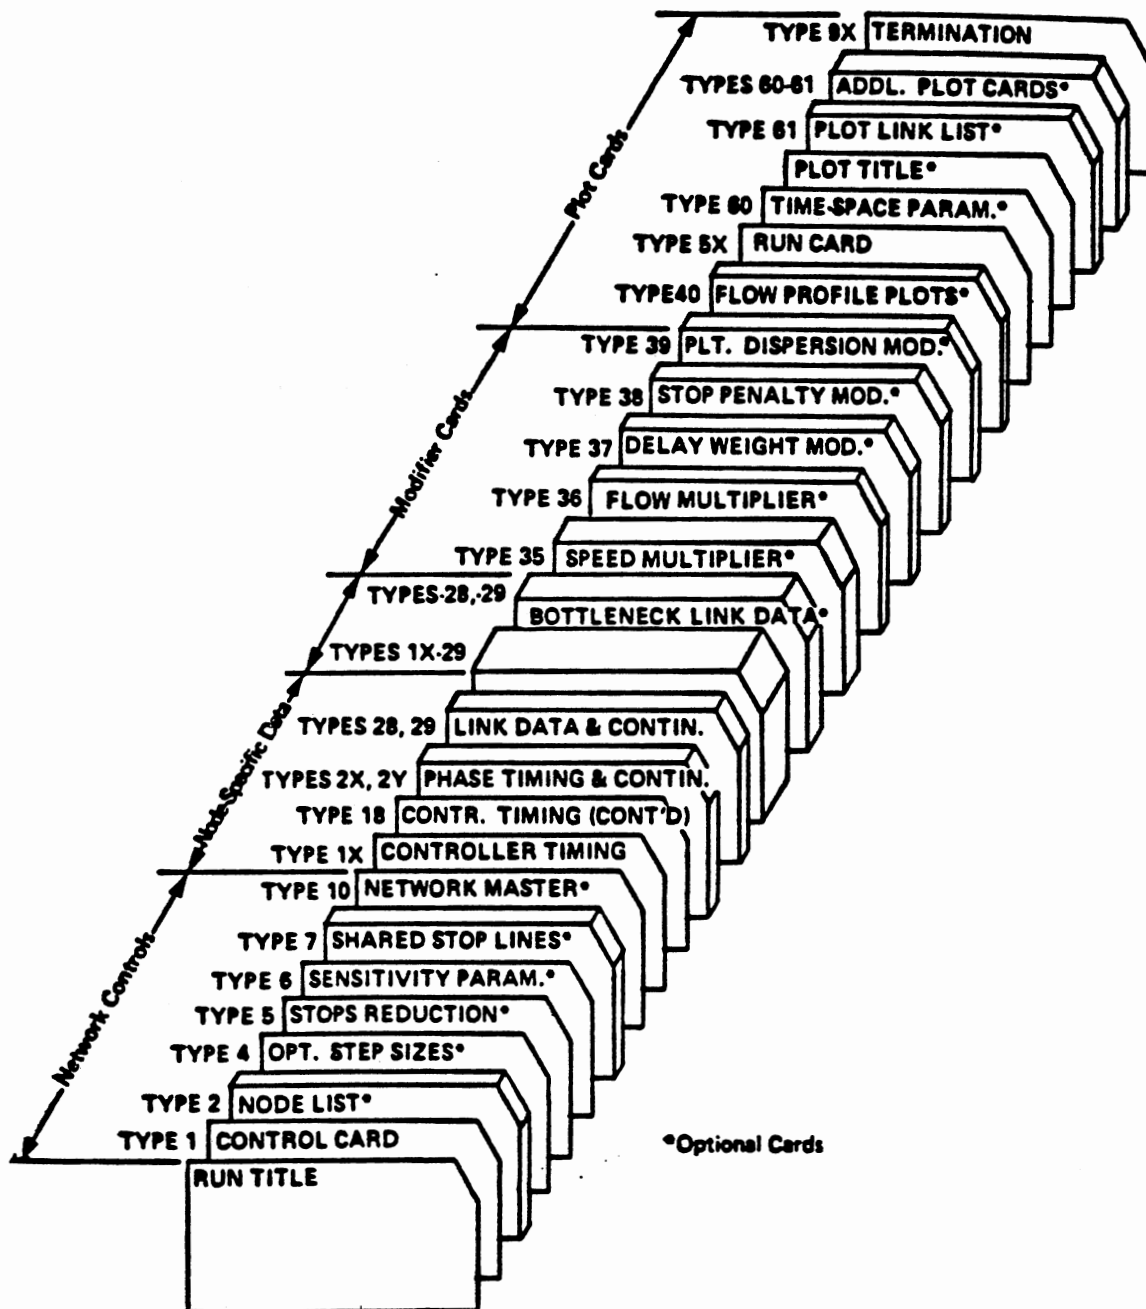 TYPE 9X TERMINATION
TYPES 60-61 ADDL. PLOT CARDS*
TYPE 61 PLOT LINK LIST*
PLOT TITLE*
TYPE 60 TIME-SPACE PARAM.*
TYPE 5X RUN CARD
TYPE40 FLOW PROFILE PLOTS*
TYPE 39 PLT. DISPERSION MOD.*
TYPE 38 STOP PENALTY MOD.*
TYPE 37 DELAY WEIGHT MOD.*
TYPE 36 FLOW MULTIPLIER*
TYPE 35 SPEED MULTIPLIER*
TYPES-28,-29 BOTTLENECK LINK DATA*
TYPES 1X-29
TYPES 28, 29 LINK DATA & CONTIN.
TYPES 2X, 2Y PHASE TIMING & CONTIN.
TYPE 18 CONTR. TIMING (CONT'D)
TYPE 1X CONTROLLER TIMING
TYPE 10 NETWORK MASTER*
TYPE 7 SHARED STOP LINES*
TYPE 6 SENSITIVITY PARAM.*
TYPE 5 STOPS REDUCTION*
TYPE 4 OPT. STEP SIZES*
TYPE 2 NODE LIST*
TYPE 1 CONTROL CARD
RUN TITLE
Plot Cards
Modifier Cards
Node-Specific Data
Network Controls
*Optional Cards